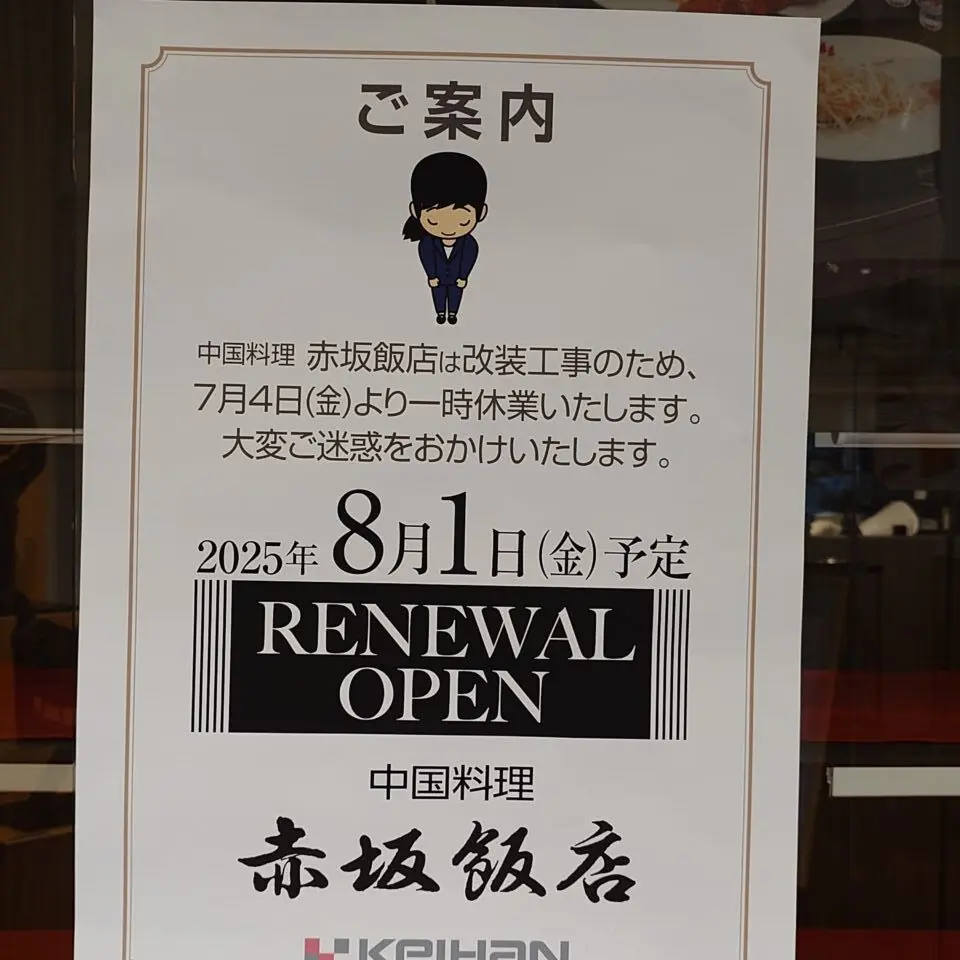 ご案内
中国料理 赤坂飯店は改装工事のため、
7月4日(金)より一時休業いたします。
大変ご迷惑をおかけいたします。
2025年 8月1日(金)予定
RENEWAL
OPEN
中国料理
赤坂飯店
KEIHAN